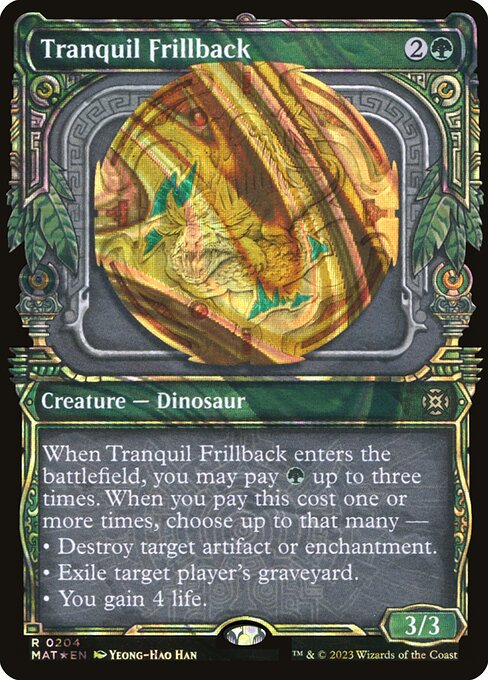 Tranquil Frillback 2
Creature — Dinosaur
When Tranquil Frillback enters the
battlefield, you may pay up to three
times. When you pay this cost one or
more times, choose up to that many —
• Destroy target artifact or enchantment.
• Exile target player's graveyard.
• You gain 4 life.
3/3
R 0204
MAT★EN Yeong-Hao Han
™ & © 2023 Wizards of the Coast